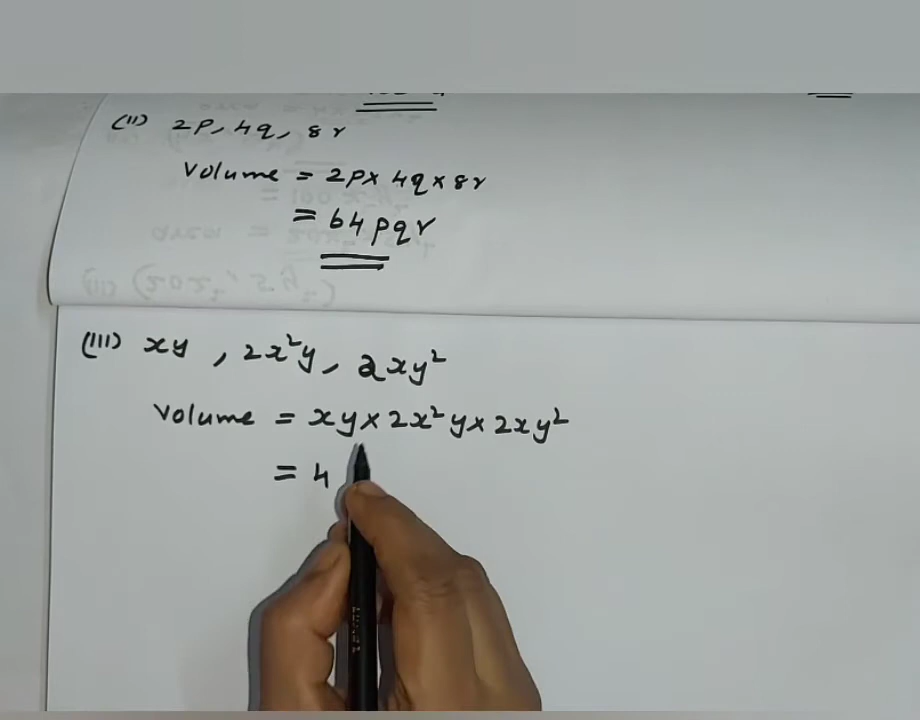 (ii) 2p, 4q, 8r
Volume = 2p × 4q × 8r
= 64pqr
(iii) xy, 2x²y, 2xy²
Volume = xy × 2x²y × 2xy²
= 4